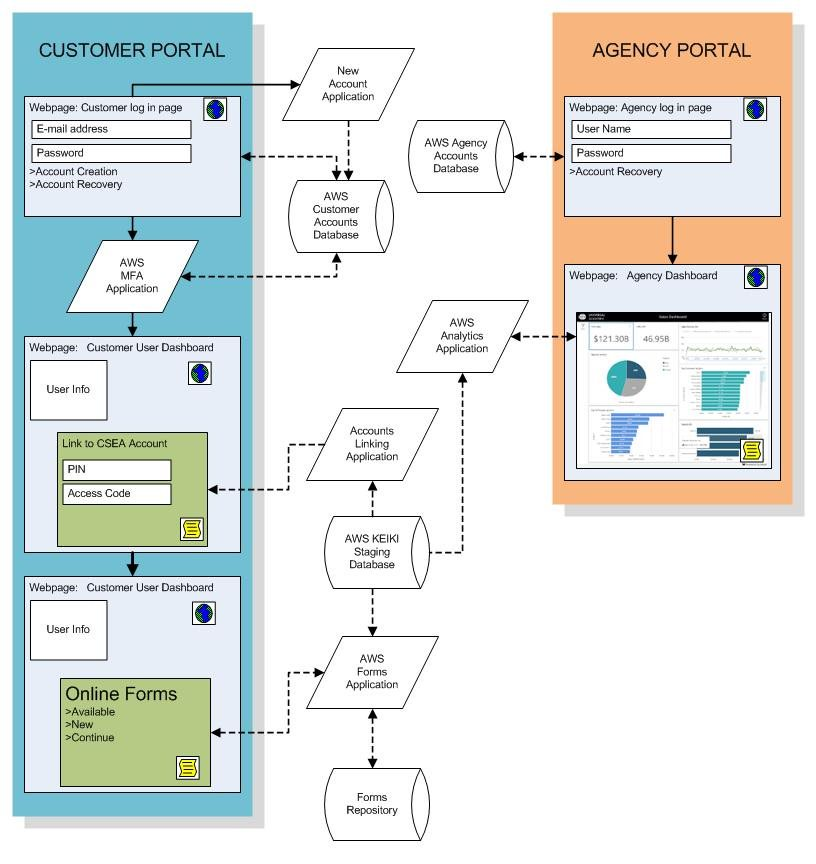 CUSTOMER PORTAL
AGENCY PORTAL
New
Account
Application
Webpage: Customer log in page
E-mail address
Password
>Account Creation
>Account Recovery
AWS Agency
Accounts
Database
Webpage: Agency log in page
User Name
Password
>Account Recovery
AWS
Customer
Accounts
Database
AWS
MFA
Application
Webpage: Agency Dashboard
Sales Dashboard
$121.30B
46.95B
AWS
Analytics
Application
Webpage: Customer User Dashboard
User Info
Link to CSEA Account
PIN
Access Code
Accounts
Linking
Application
AWS KEIKI
Staging
Database
Webpage: Customer User Dashboard
User Info
Online Forms
>Available
>New
>Continue
AWS
Forms
Application
Forms
Repository